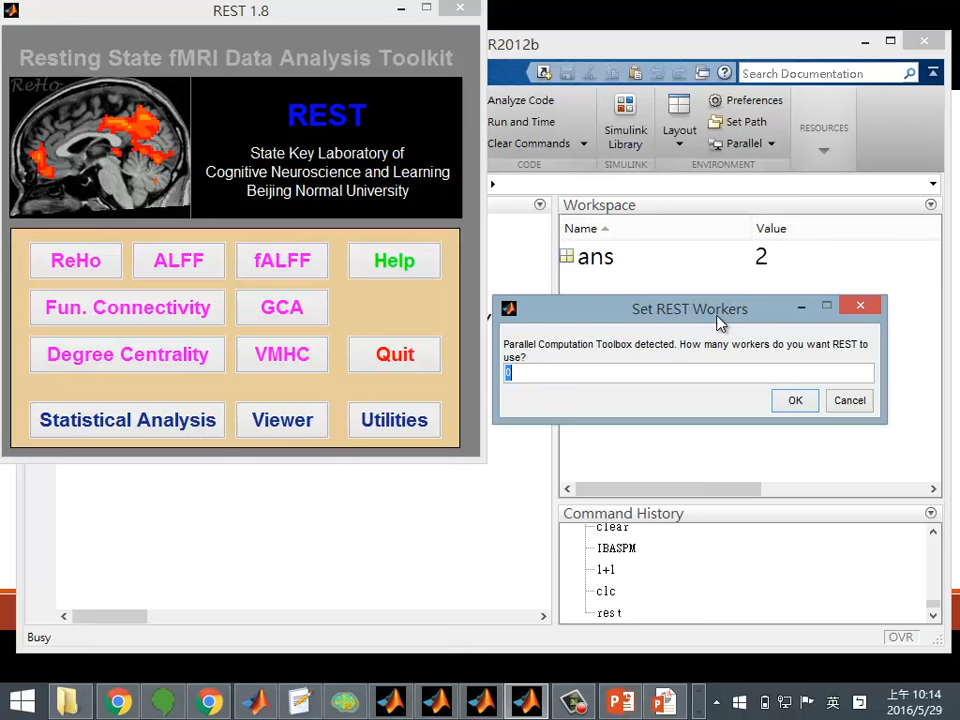 REST 1.8
Resting State fMRI Data Analysis Toolkit
ReHo
REST
State Key Laboratory of
Cognitive Neuroscience and Learning
Beijing Normal University
ReHo
ALFF
fALFF
Help
Fun. Connectivity
GCA
Degree Centrality
VMHC
Quit
Statistical Analysis
Viewer
Utilities
R2012b
Search Documentation
Analyze Code
Run and Time
Clear Commands
CODE
Simulink
Library
SIMULINK
Layout
Preferences
Set Path
Parallel
ENVIRONMENT
RESOURCES
Workspace
Name
Value
ans
2
Set REST Workers
Parallel Computation Toolbox detected. How many workers do you want REST to
use?
0
OK
Cancel
Command History
clear
IBASPM
1+1
clc
rest
Busy
OVR
英
上午 10:14
2016/5/29